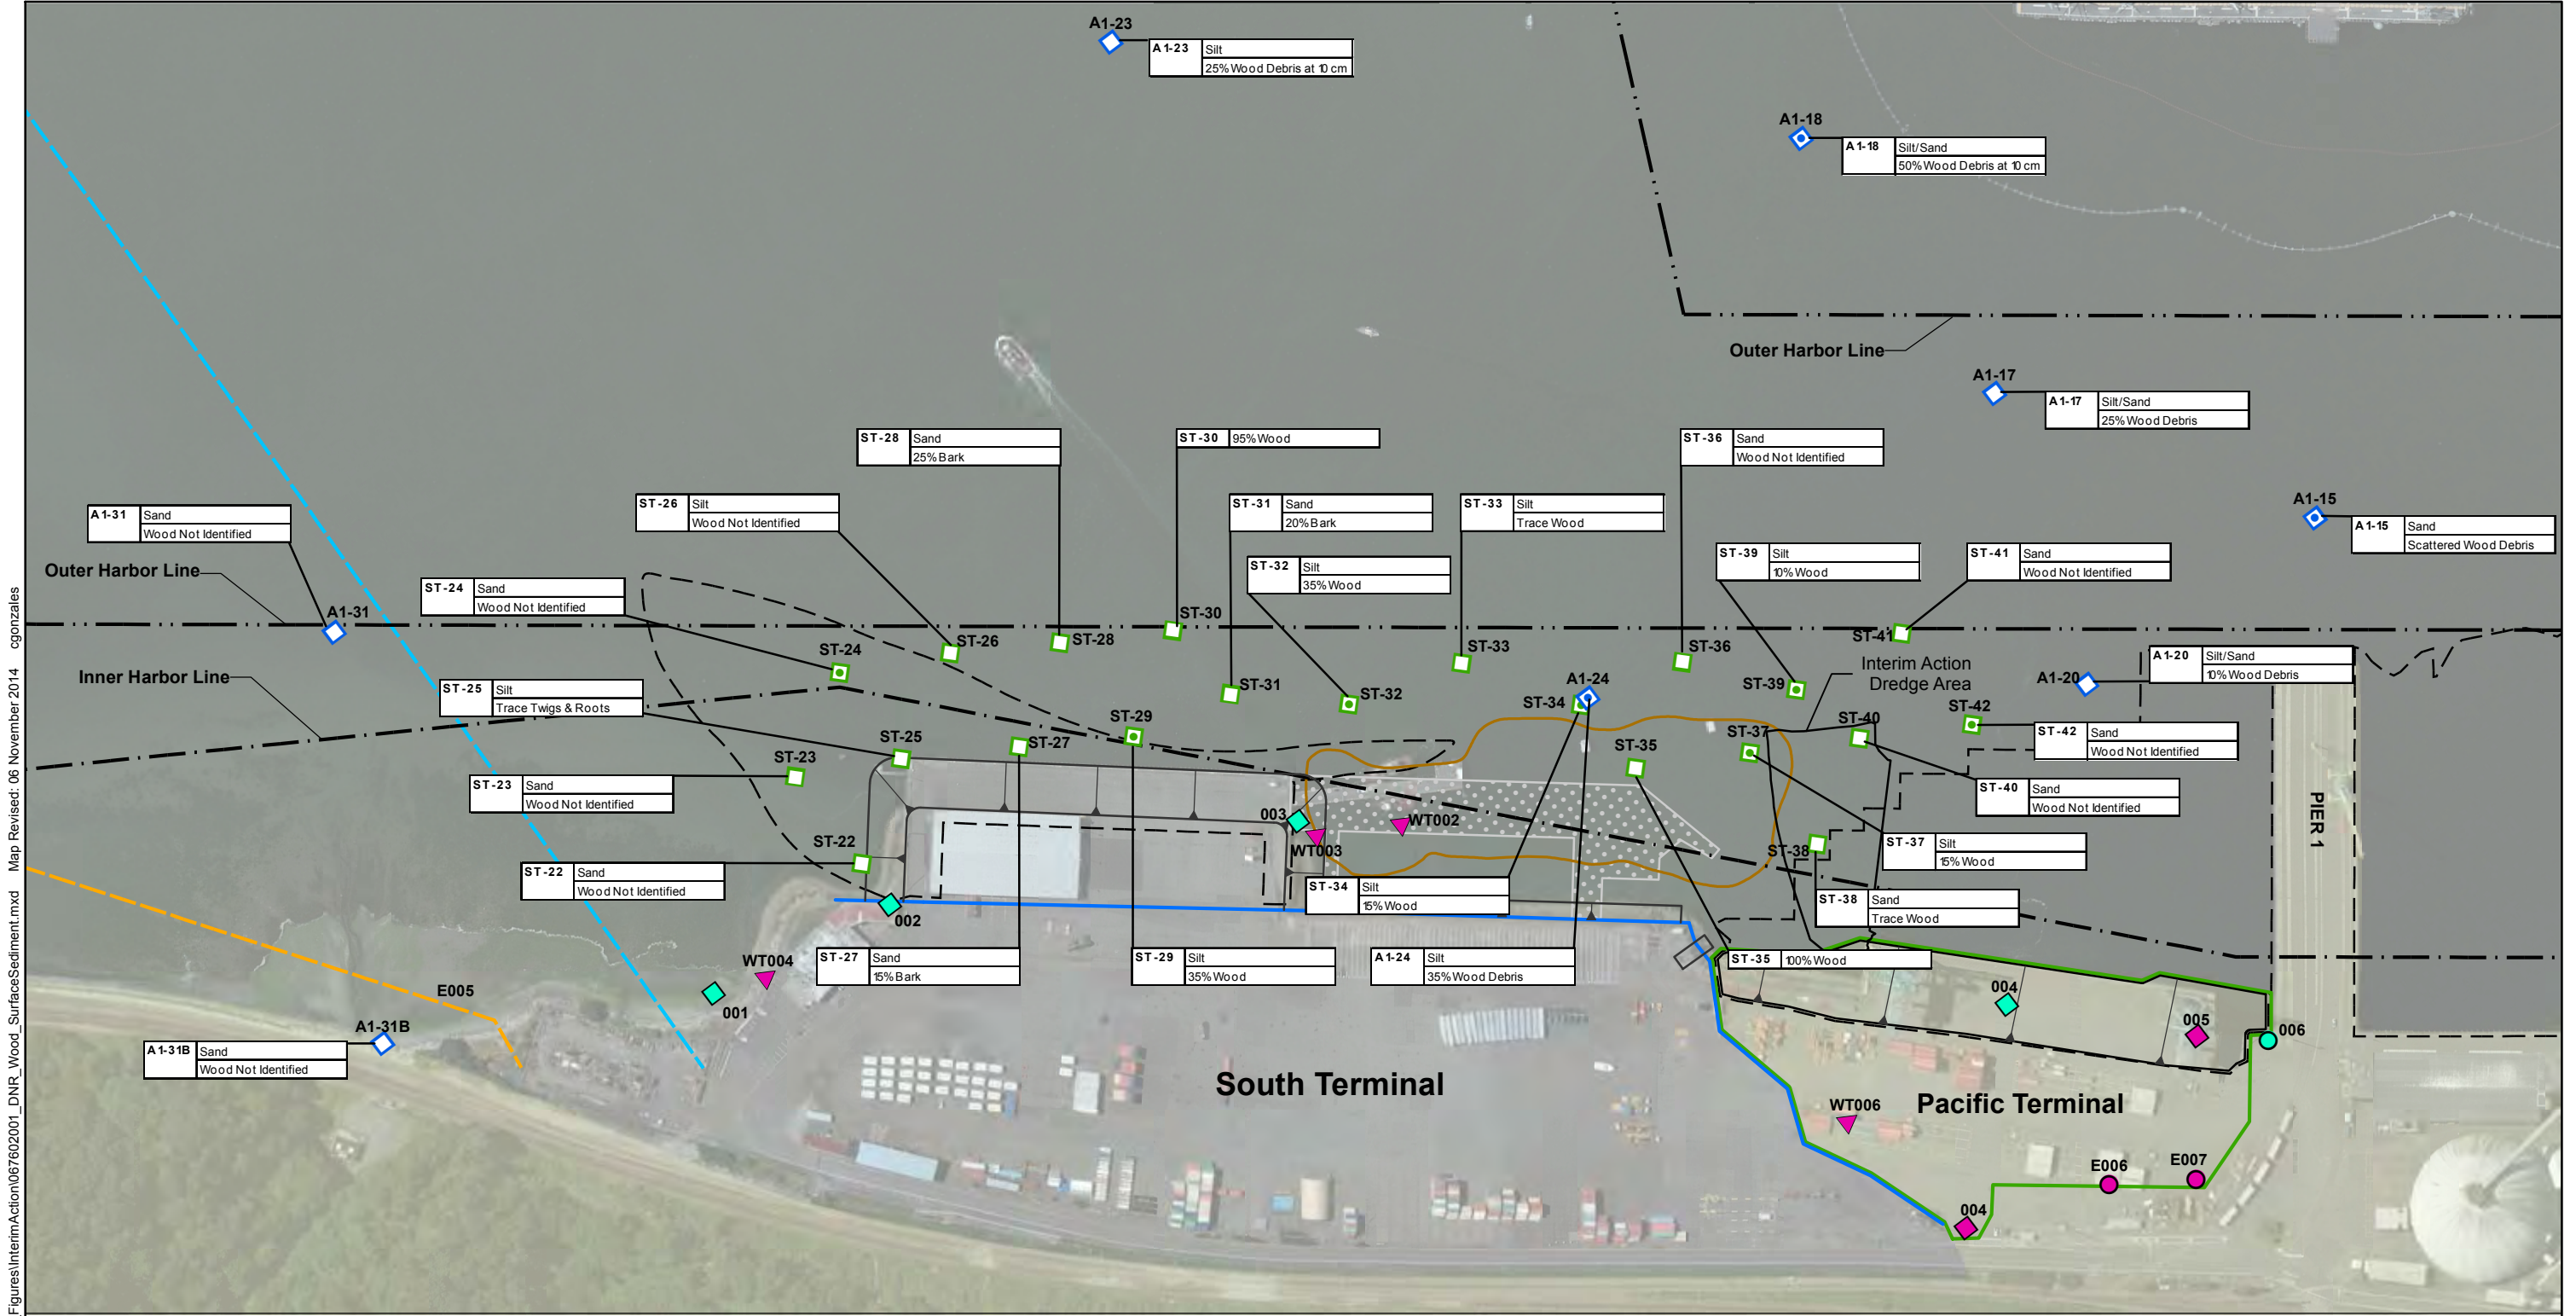 A1-23
A1-23 Silt
25% Wood Debris at 10 cm
A1-18
A1-18 Silt/Sand
50% Wood Debris at 10 cm
Outer Harbor Line
A1-17
A1-17 Silt/Sand
25% Wood Debris
ST-28 Sand
25% Bark
ST-30 95% Wood
ST-36 Sand
Wood Not Identified
A1-15
A1-15 Sand
Scattered Wood Debris
A1-31 Sand
Wood Not Identified
ST-26 Silt
Wood Not Identified
ST-31 Sand
20% Bark
ST-33 Silt
Trace Wood
ST-32 Silt
35% Wood
ST-39 Silt
10% Wood
ST-41 Sand
Wood Not Identified
Outer Harbor Line
ST-24 Sand
Wood Not Identified
A1-31
ST-30
ST-26
ST-28
ST-41
ST-24
ST-33
ST-36
Inner Harbor Line
Interim Action
Dredge Area
A1-20 Silt/Sand
10% Wood Debris
A1-20
ST-25 Silt
Trace Twigs & Roots
ST-31
ST-32
A1-24
ST-34
ST-39
ST-29
ST-42
ST-25
ST-27
ST-40
ST-37
ST-42 Sand
Wood Not Identified
ST-23
ST-35
ST-23 Sand
Wood Not Identified
ST-40 Sand
Wood Not Identified
PIER 1
003
WT002
WT003
ST-22
ST-38
ST-37 Silt
15% Wood
ST-22 Sand
Wood Not Identified
ST-34 Silt
15% Wood
ST-38 Sand
Trace Wood
002
ST-27 Sand
15% Bark
ST-29 Silt
35% Wood
A1-24 Silt
35% Wood Debris
ST-35 100% Wood
WT004
E005
001
004
005
006
A1-31B
A1-31B Sand
Wood Not Identified
South Terminal
Pacific Terminal
WT006
E006
E007
004
Figures\InterimAction\067602001_DNR_Wood_SurfaceSediment.mxd Map Revised: 06 November 2014 cgonzales